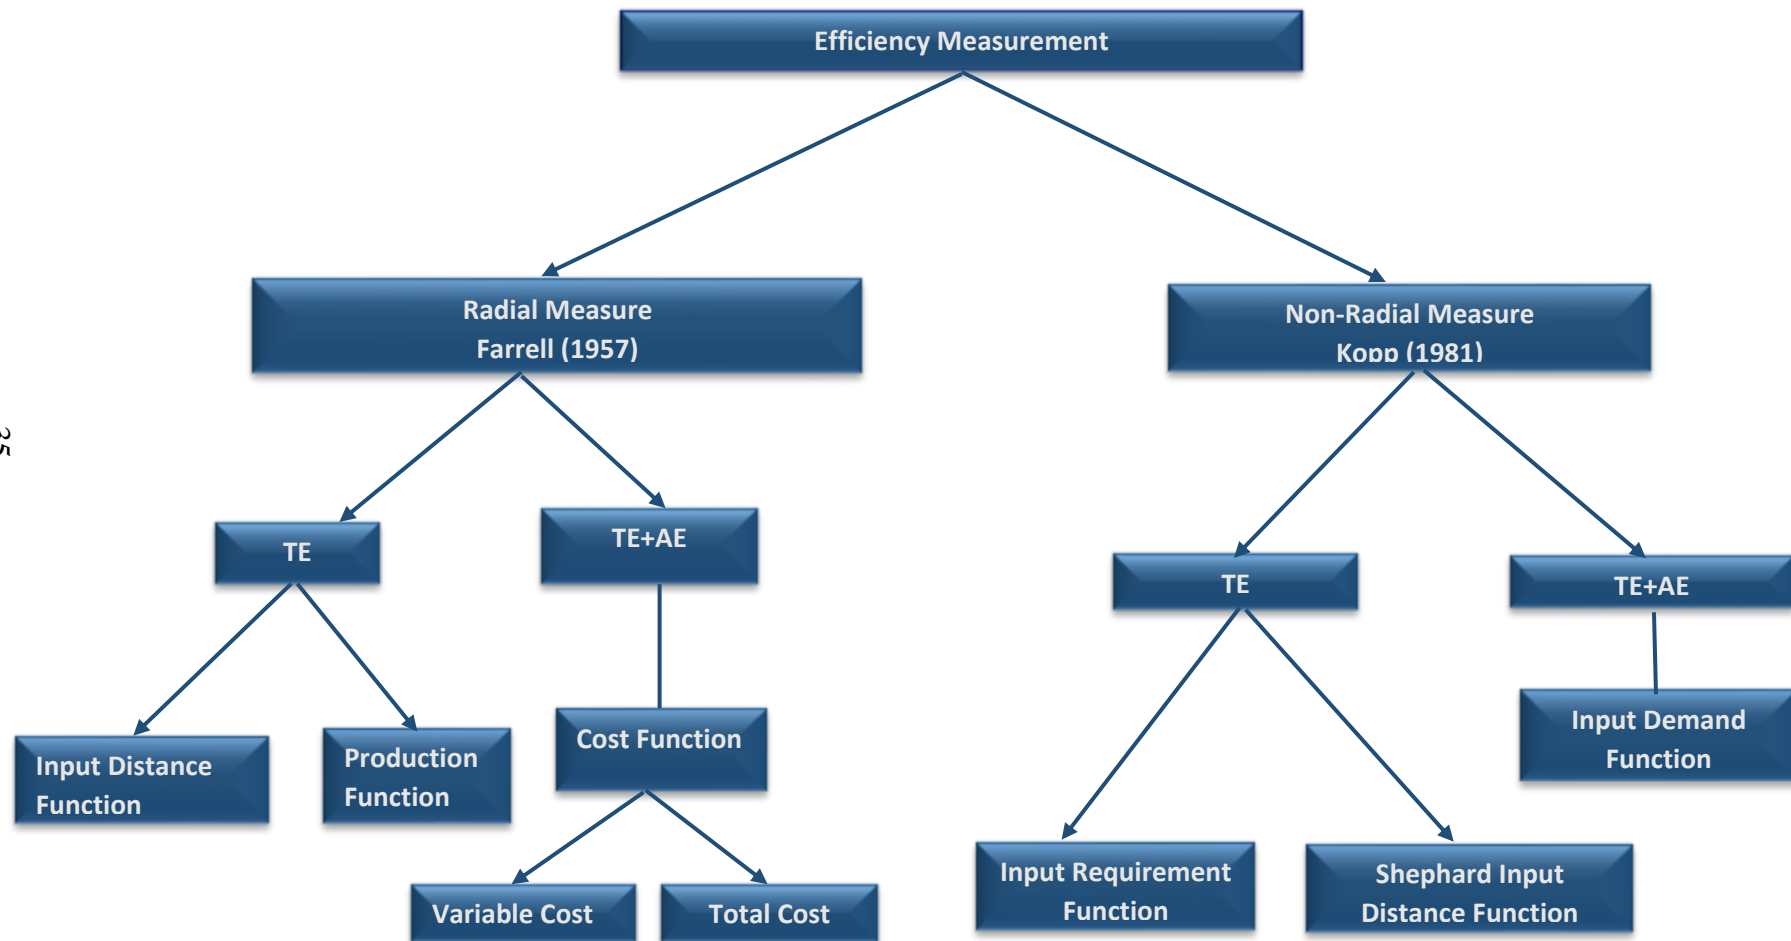 Efficiency Measurement
Radial Measure
Farrell (1957)
Non-Radial Measure
Kopp (1981)
25
TE
TE+AE
TE
TE+AE
Input Distance
Function
Production
Function
Cost Function
Input Demand
Function
Variable Cost
Total Cost
Input Requirement
Function
Shephard Input
Distance Function